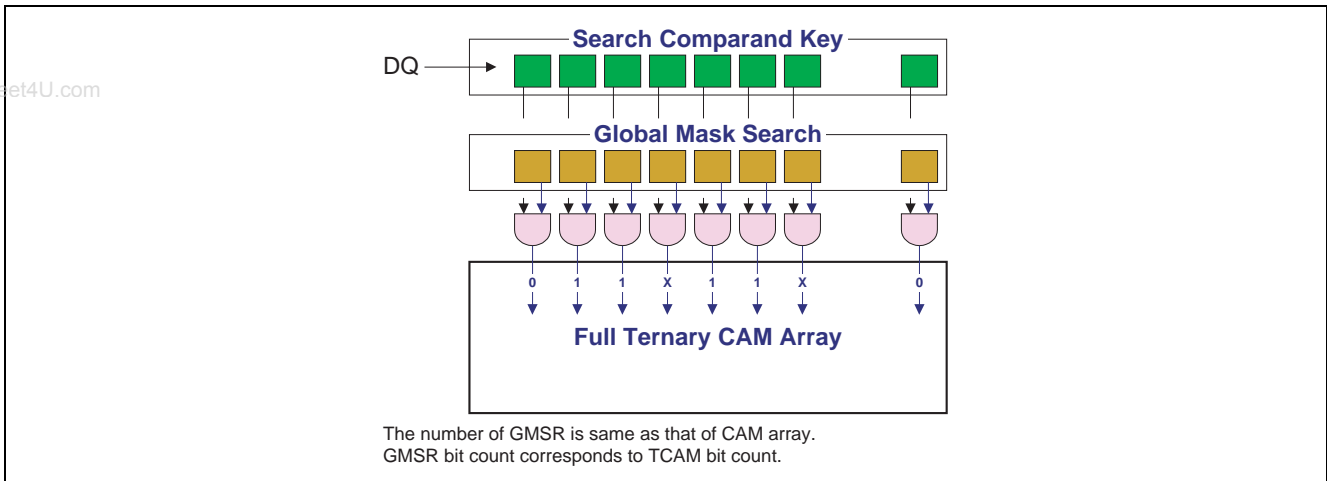 Search Comparand Key
DQ
et4U.com
Global Mask Search
0 1 1 X 1 1 X 0
Full Ternary CAM Array
The number of GMSR is same as that of CAM array.
GMSR bit count corresponds to TCAM bit count.